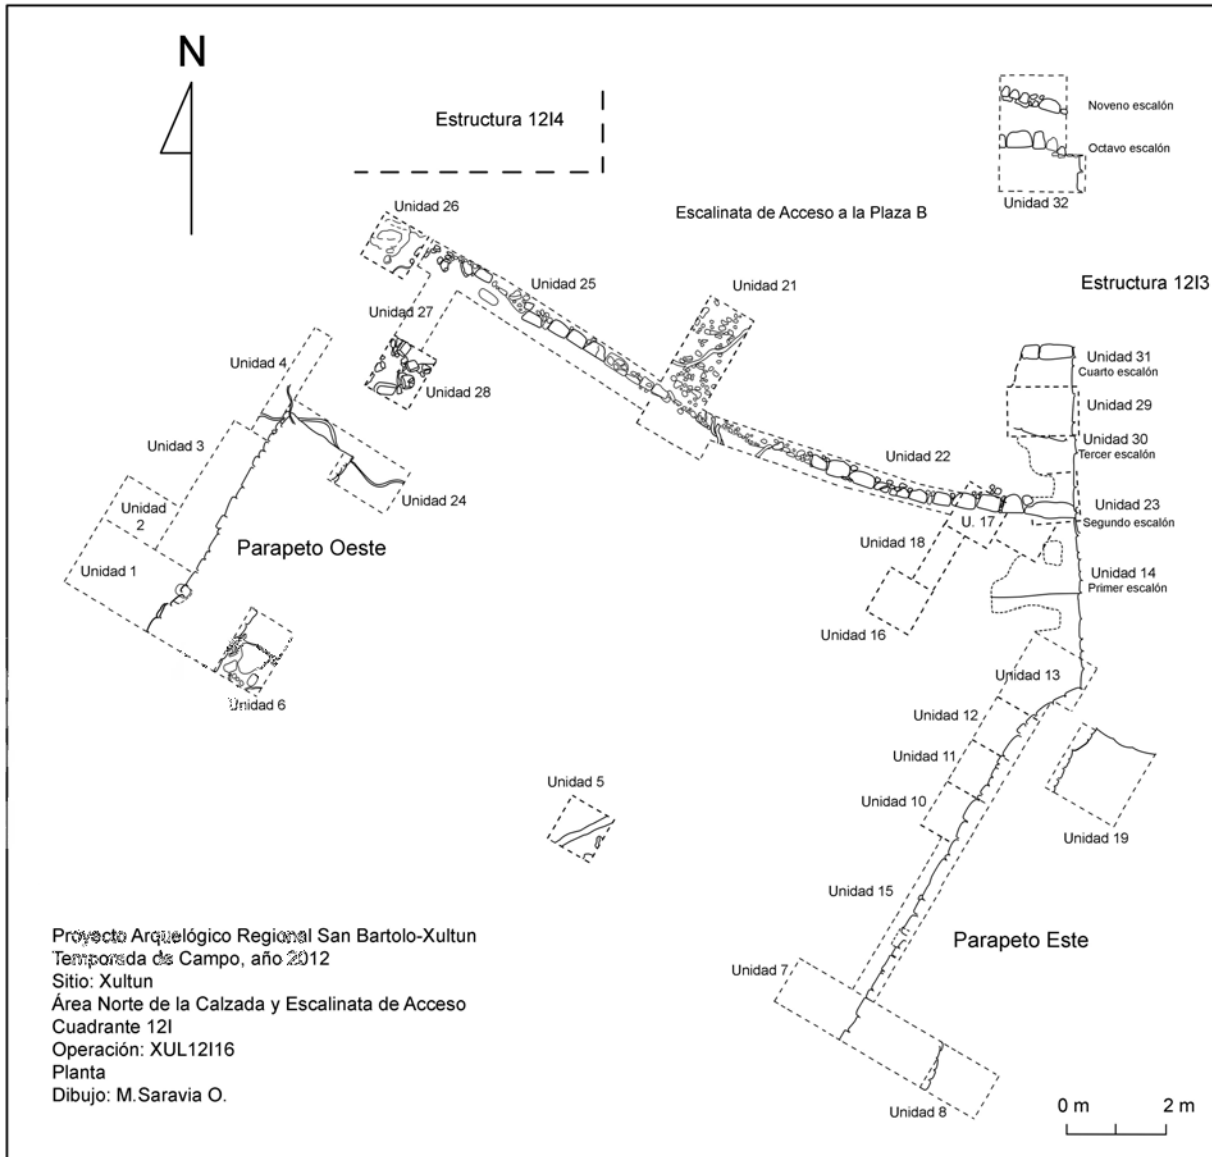 N
Estructura 12I4
Noveno escalón
Octavo escalón
Unidad 32
Unidad 26
Escalinata de Acceso a la Plaza B
Unidad 25
Unidad 21
Estructura 12I3
Unidad 27
Unidad 4
Unidad 31
Cuarto escalón
Unidad 28
Unidad 29
Unidad 3
Unidad 30
Tercer escalón
Unidad 22
Unidad 24
Unidad
2
Unidad 23
Segundo escalón
U. 17
Unidad 18
Parapeto Oeste
Unidad 1
Unidad 14
Primer escalón
Unidad 16
Unidad 13
Unidad 6
Unidad 12
Unidad 11
Unidad 5
Unidad 10
Unidad 19
Unidad 15
Parapeto Este
Unidad 7
Unidad 8
Proyecto Arquelógico Regional San Bartolo-Xultun
Temporada de Campo, año 2012
Sitio: Xultun
Área Norte de la Calzada y Escalinata de Acceso
Cuadrante 12I
Operación: XUL12I16
Planta
Dibujo: M.Saravia O.
0 m 2 m